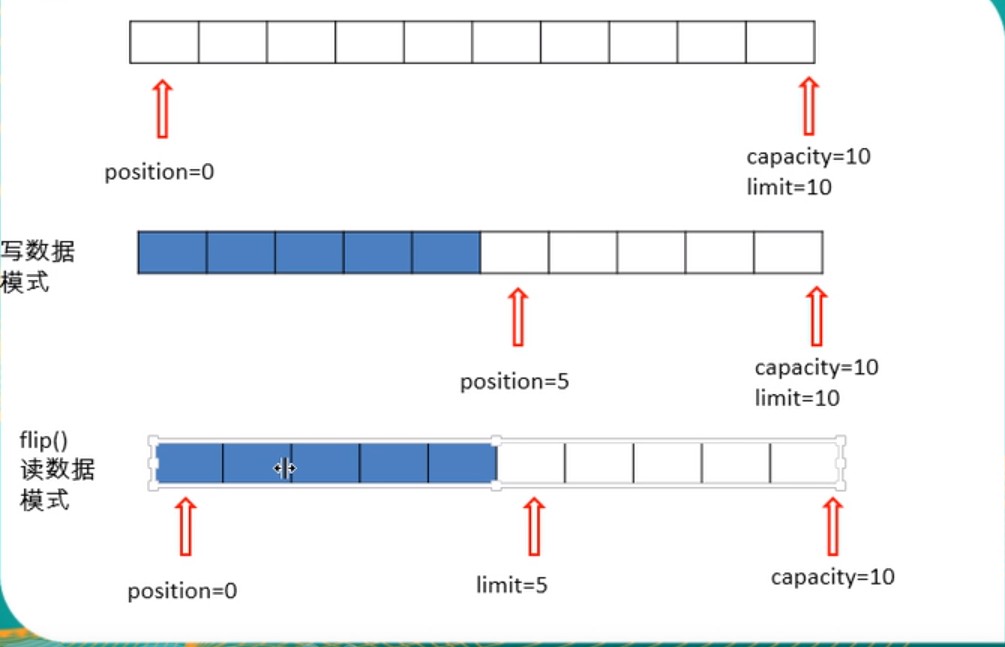 position=0
capacity=10
limit=10
写数据
模式
position=5
capacity=10
limit=10
flip()
读数据
模式
position=0
limit=5
capacity=10